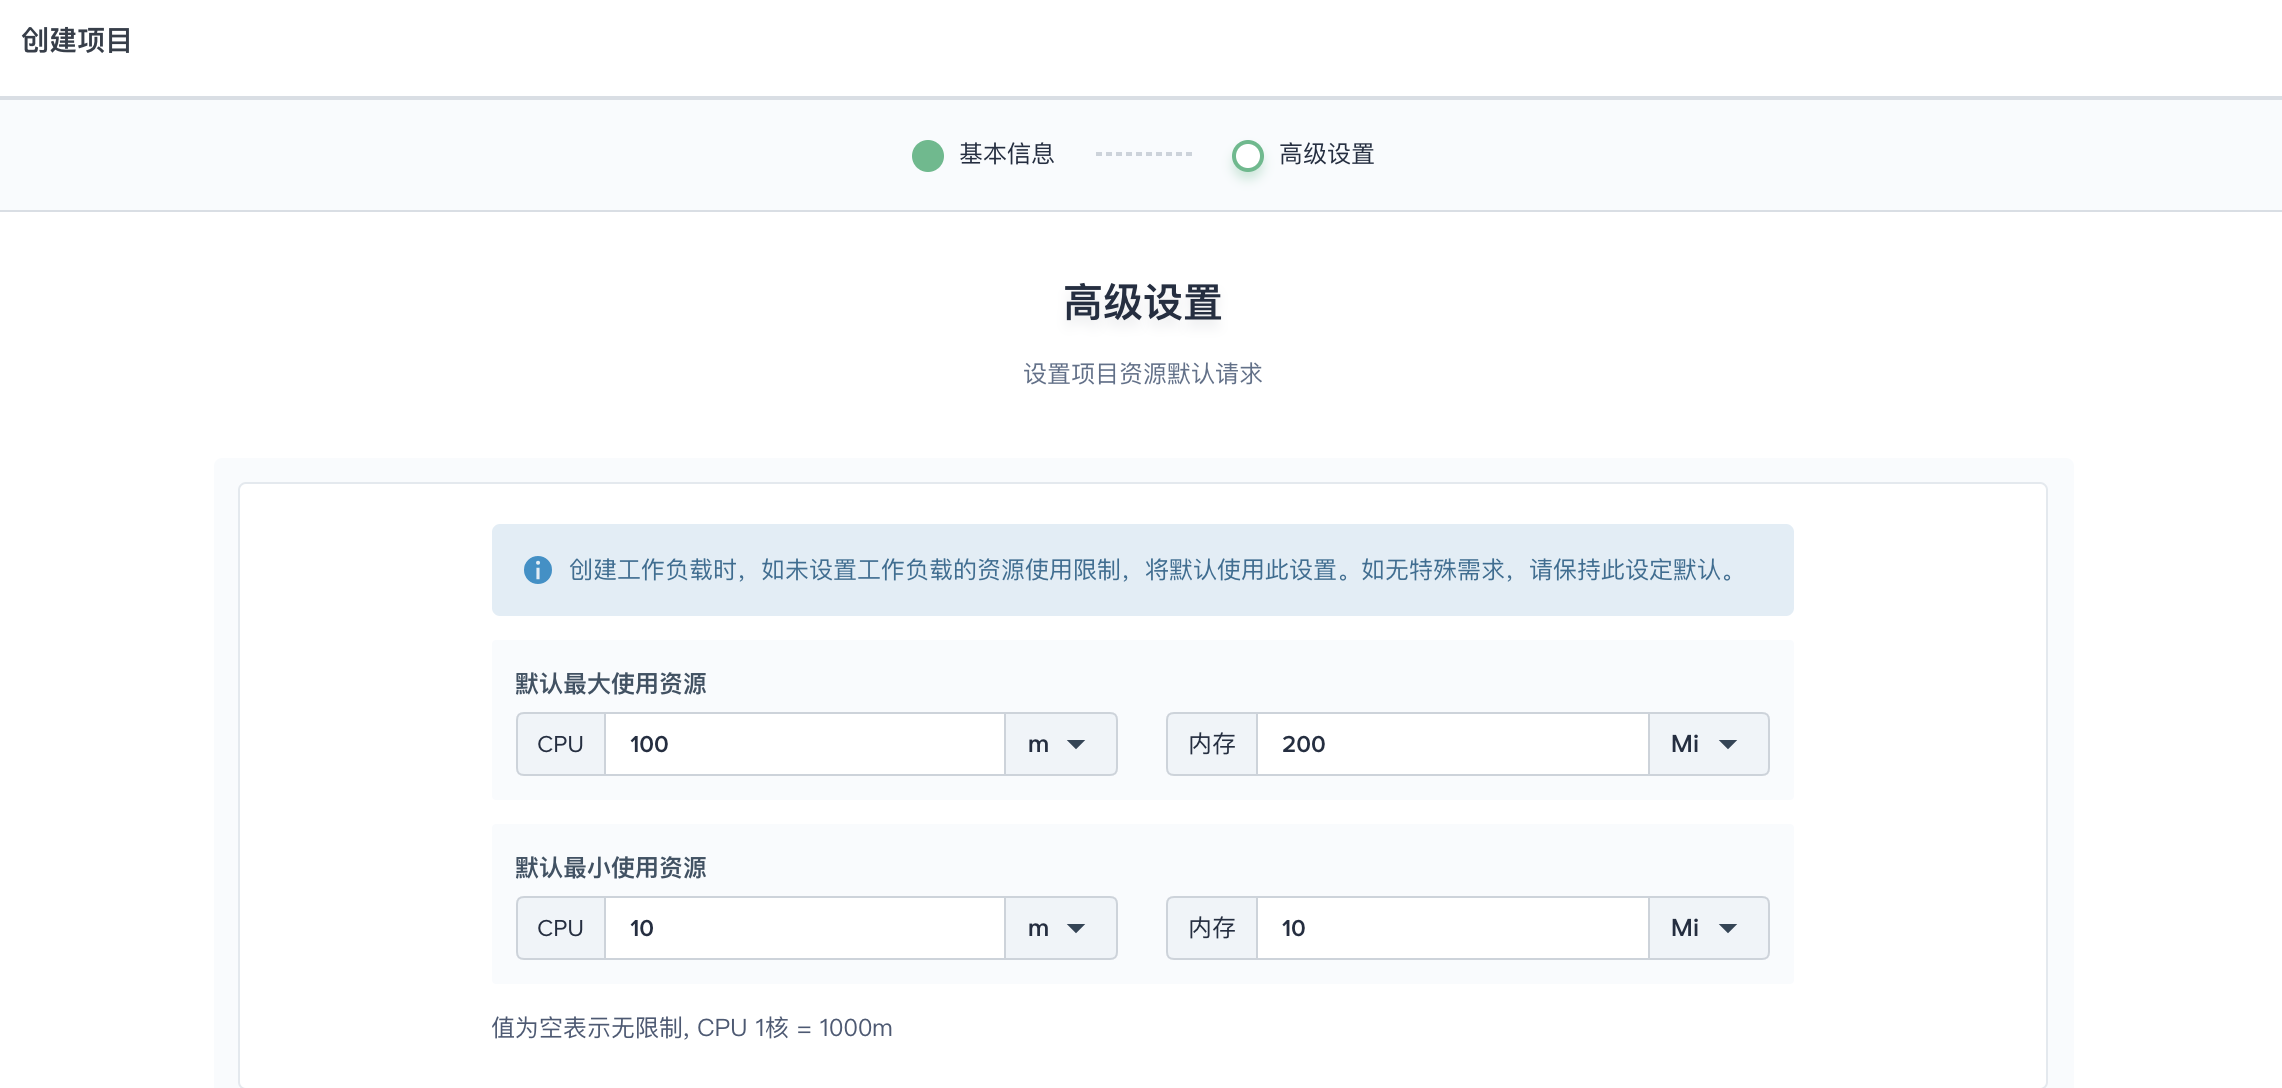 创建项目
基本信息
高级设置
高级设置
设置项目资源默认请求
创建工作负载时，如未设置工作负载的资源使用限制，将默认使用此设置。如无特殊需求，请保持此设定默认。
默认最大使用资源
CPU 100 m 内存 200 Mi
默认最小使用资源
CPU 10 m 内存 10 Mi
值为空表示无限制, CPU 1核 = 1000m